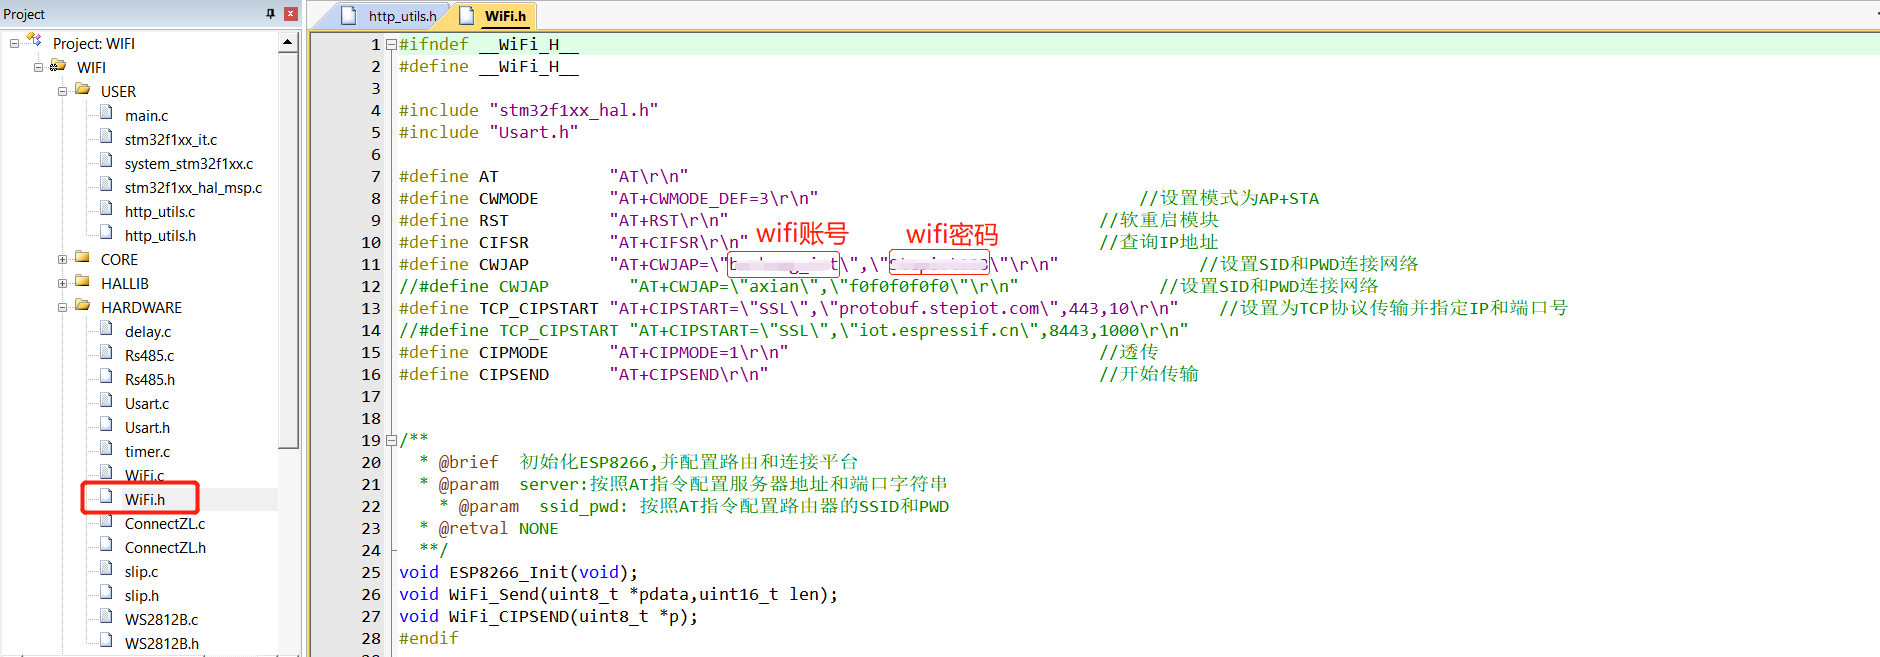 Project
Project: WIFI
WIFI
USER
main.c
stm32f1xx_it.c
system_stm32f1xx.c
stm32f1xx_hal_msp.c
http_utils.c
http_utils.h
CORE
HALLIB
HARDWARE
delay.c
Rs485.c
Rs485.h
Usart.c
Usart.h
timer.c
WiFi.c
WiFi.h
ConnectZL.c
ConnectZL.h
slip.c
slip.h
WS2812B.c
WS2812B.h
http_utils.h
WiFi.h
1 #ifndef __WiFi_H__
2 #define __WiFi_H__
3
4 #include "stm32f1xx_hal.h"
5 #include "Usart.h"
6
7 #define AT "AT\r\n"
8 #define CWMODE "AT+CWMODE_DEF=3\r\n" //设置模式为AP+STA
9 #define RST "AT+RST\r\n" //软重启模块
wifi账号 wifi密码
10 #define CIFSR "AT+CIFSR\r\n" //查询IP地址
11 #define CWJAP "AT+CWJAP=\"\",\"\"\r\n" //设置SID和PWD连接网络
12 //#define CWJAP "AT+CWJAP=\"axian\",\"f0f0f0f0f0\"\r\n" //设置SID和PWD连接网络
13 #define TCP_CIPSTART "AT+CIPSTART=\"SSL\",\"protobuf.stepiot.com\",443,10\r\n" //设置为TCP协议传输并指定IP和端口号
14 //#define TCP_CIPSTART "AT+CIPSTART=\"SSL\",\"iot.espressif.cn\",8443,1000\r\n"
15 #define CIPMODE "AT+CIPMODE=1\r\n" //透传
16 #define CIPSEND "AT+CIPSEND\r\n" //开始传输
17
18
19 /**
20 * @brief 初始化ESP8266,并配置路由和连接平台
21 * @param server:按照AT指令配置服务器地址和端口字符串
22 * @param ssid_pwd: 按照AT指令配置路由器的SSID和PWD
23 * @retval NONE
24 **/
25 void ESP8266_Init(void);
26 void WiFi_Send(uint8_t *pdata,uint16_t len);
27 void WiFi_CIPSEND(uint8_t *p);
28 #endif